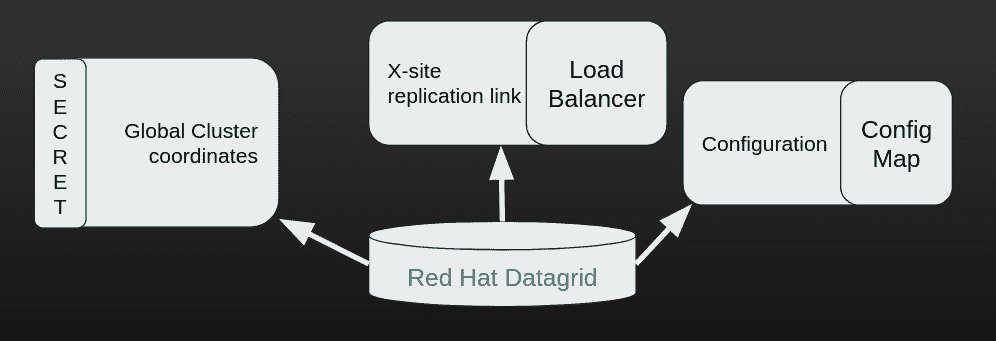 SECRET
Global Cluster
coordinates
X-site
replication link
Load
Balancer
Configuration
Config
Map
Red Hat Datagrid